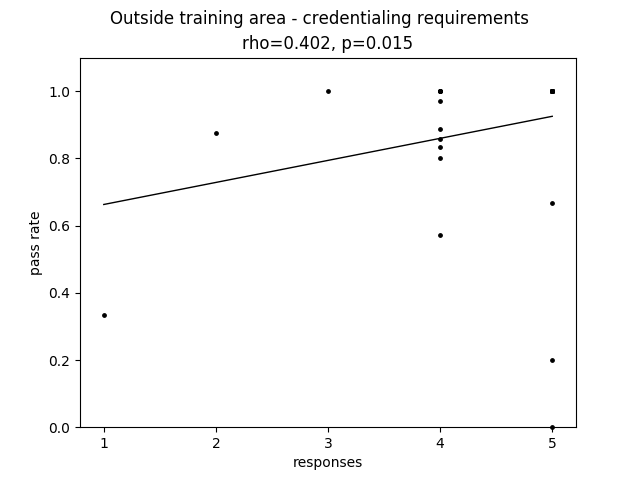 Outside training area - credentialing requirements
rho=0.402, p=0.015
1.0
0.8
0.6
0.4
0.2
0.0
pass rate
1 2 3 4 5
responses